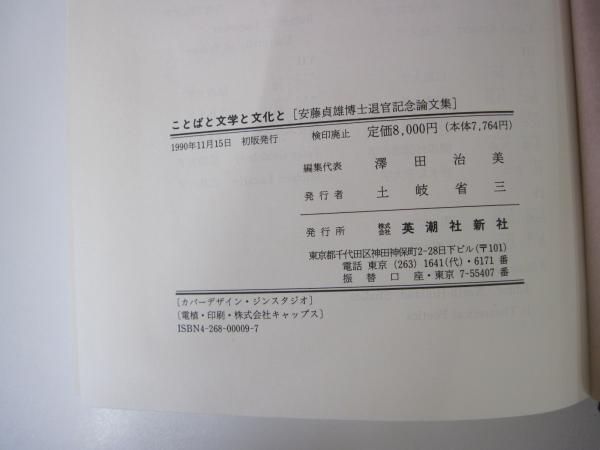 ことばと文学と文化と［安藤貞雄博士退官記念論文集］
1990年11月15日 初版発行 検印廃止 定価8,000円（本体7,764円）
編集代表 澤田治美
発行者 土岐省三
発行所 株式会社 英潮社新社
東京都千代田区神田神保町2-28日下ビル(〒101)
電話 東京 (263) 1641(代)・6171番
振替口座・東京 7-55407番
［カバーデザイン・ジンスタジオ］
［電植・印刷・株式会社キャップス］
ISBN4-268-00009-7